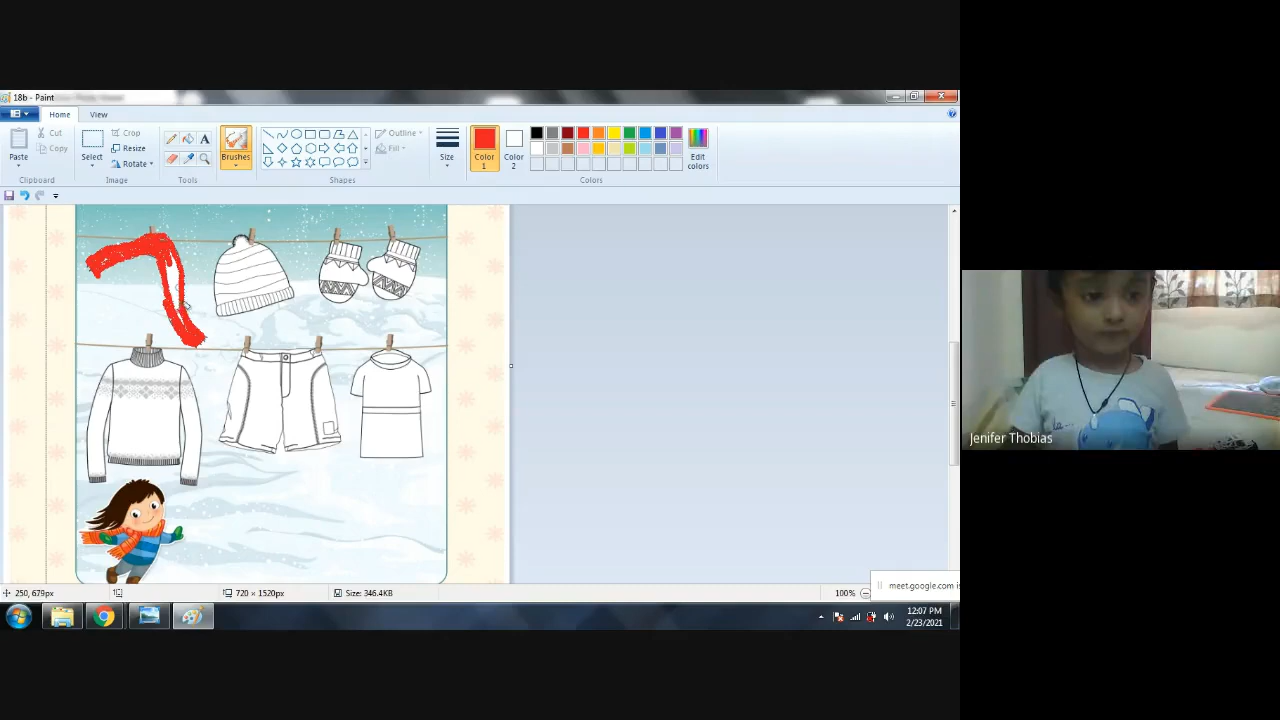 18b - Paint
Home View
Cut
Copy
Paste
Clipboard
Select
Crop
Resize
Rotate
Image
A
Tools
Brushes
Outline
Fill
Shapes
Size
Color
1
Color
2
Edit
colors
Colors
la...
Jenifer Thobias
250, 679px
720 × 1520px
Size: 346.4KB
100%
meet.google.com is
12:07 PM
2/23/2021